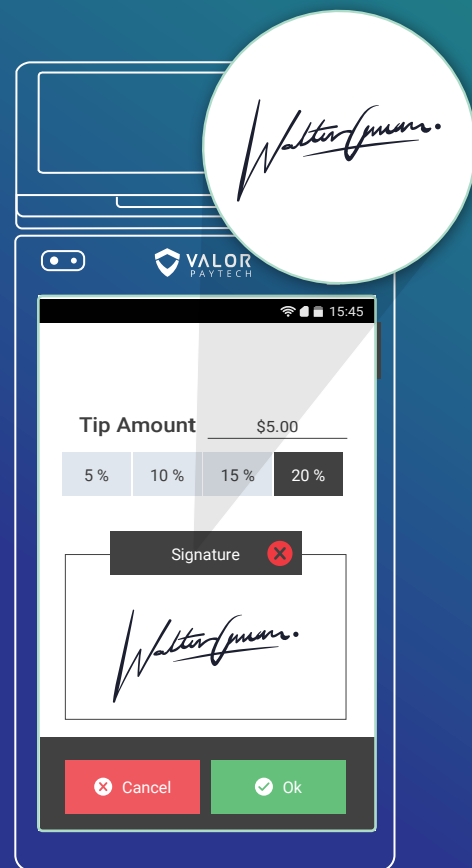 VALOR
PAYTECH
15:45
Tip Amount $5.00
5 % 10 % 15 % 20 %
Signature
Cancel Ok